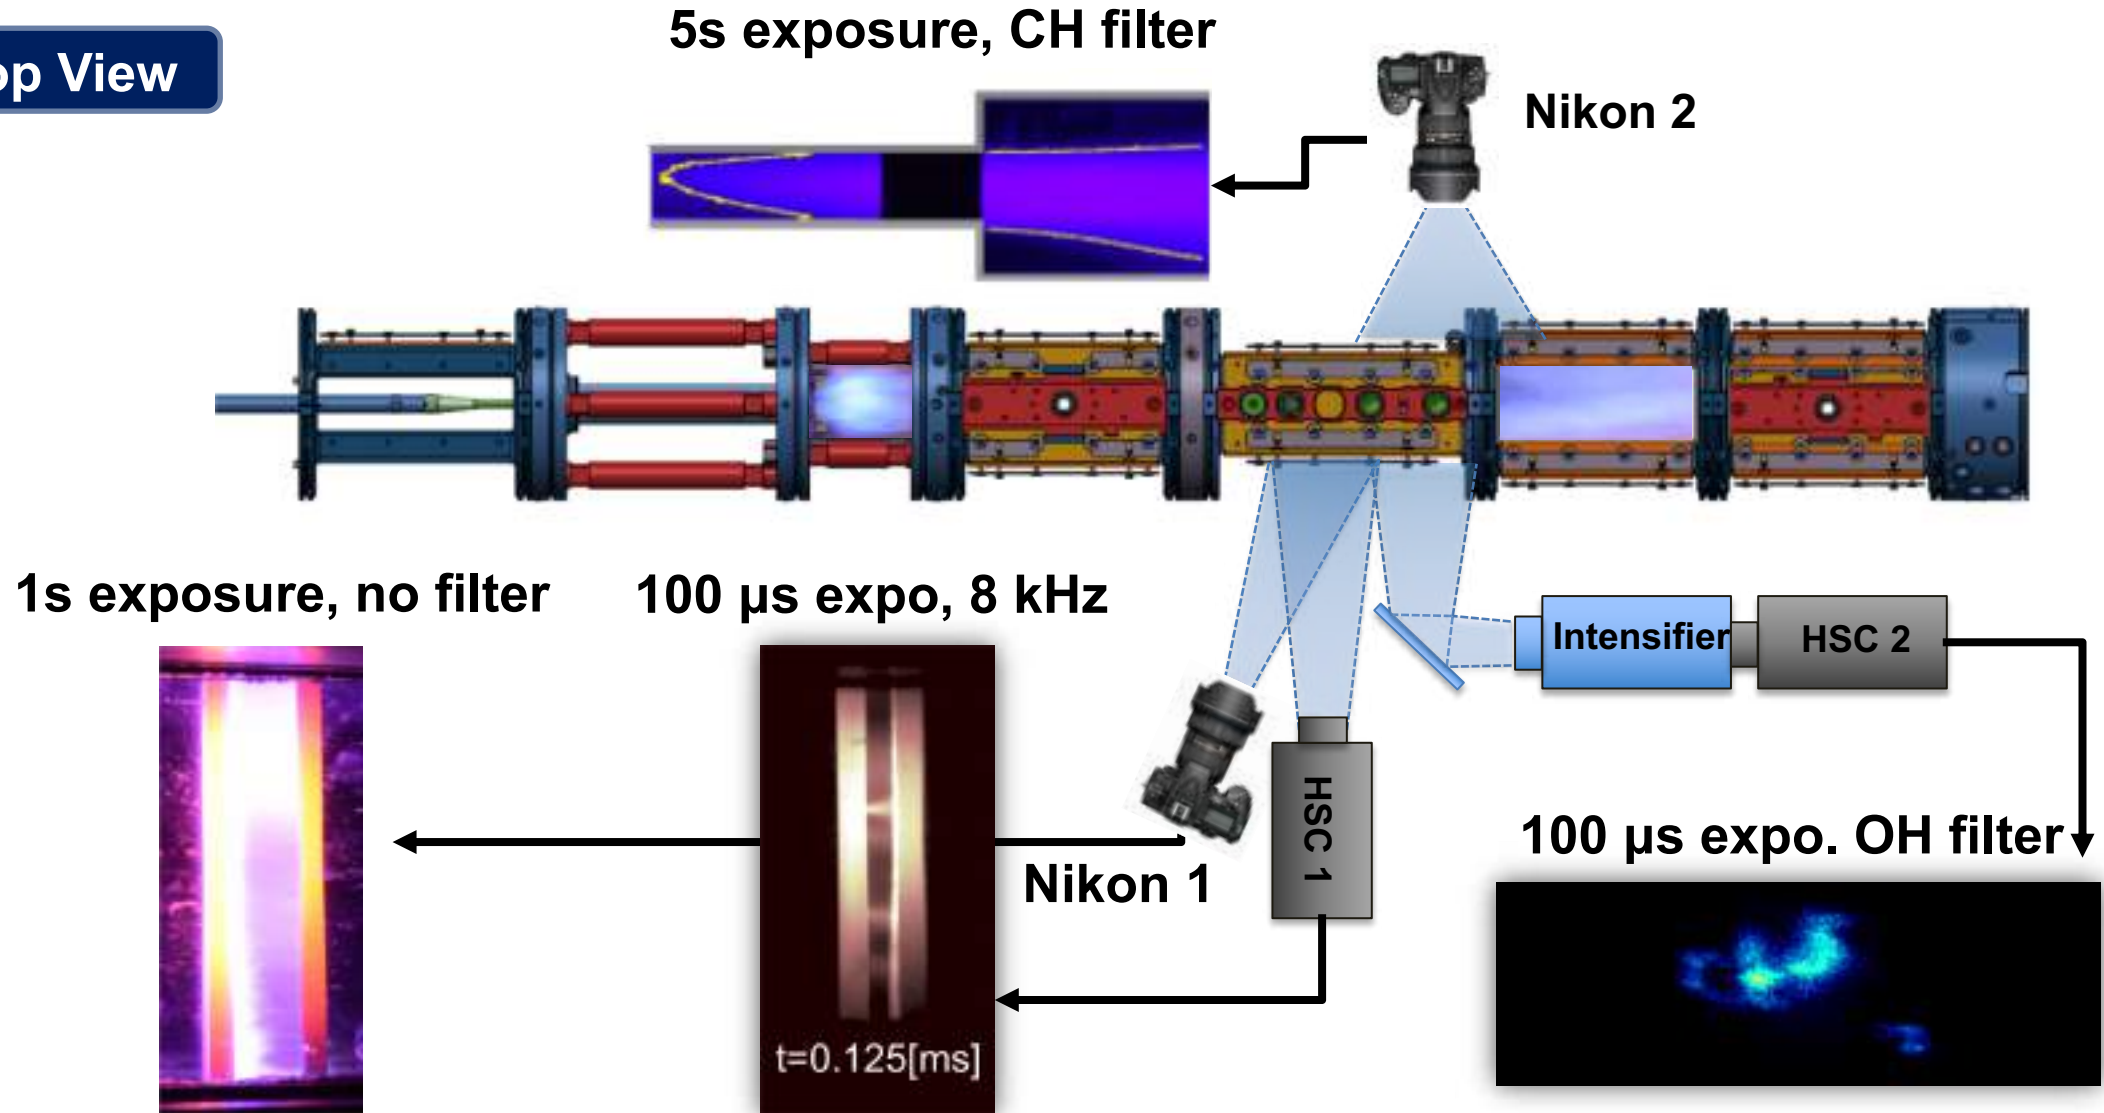 5s exposure, CH filter
op View
Nikon 2
1s exposure, no filter
100 µs expo, 8 kHz
Intensifier
HSC 2
HSC 1
100 µs expo. OH filter
Nikon 1
t=0.125[ms]